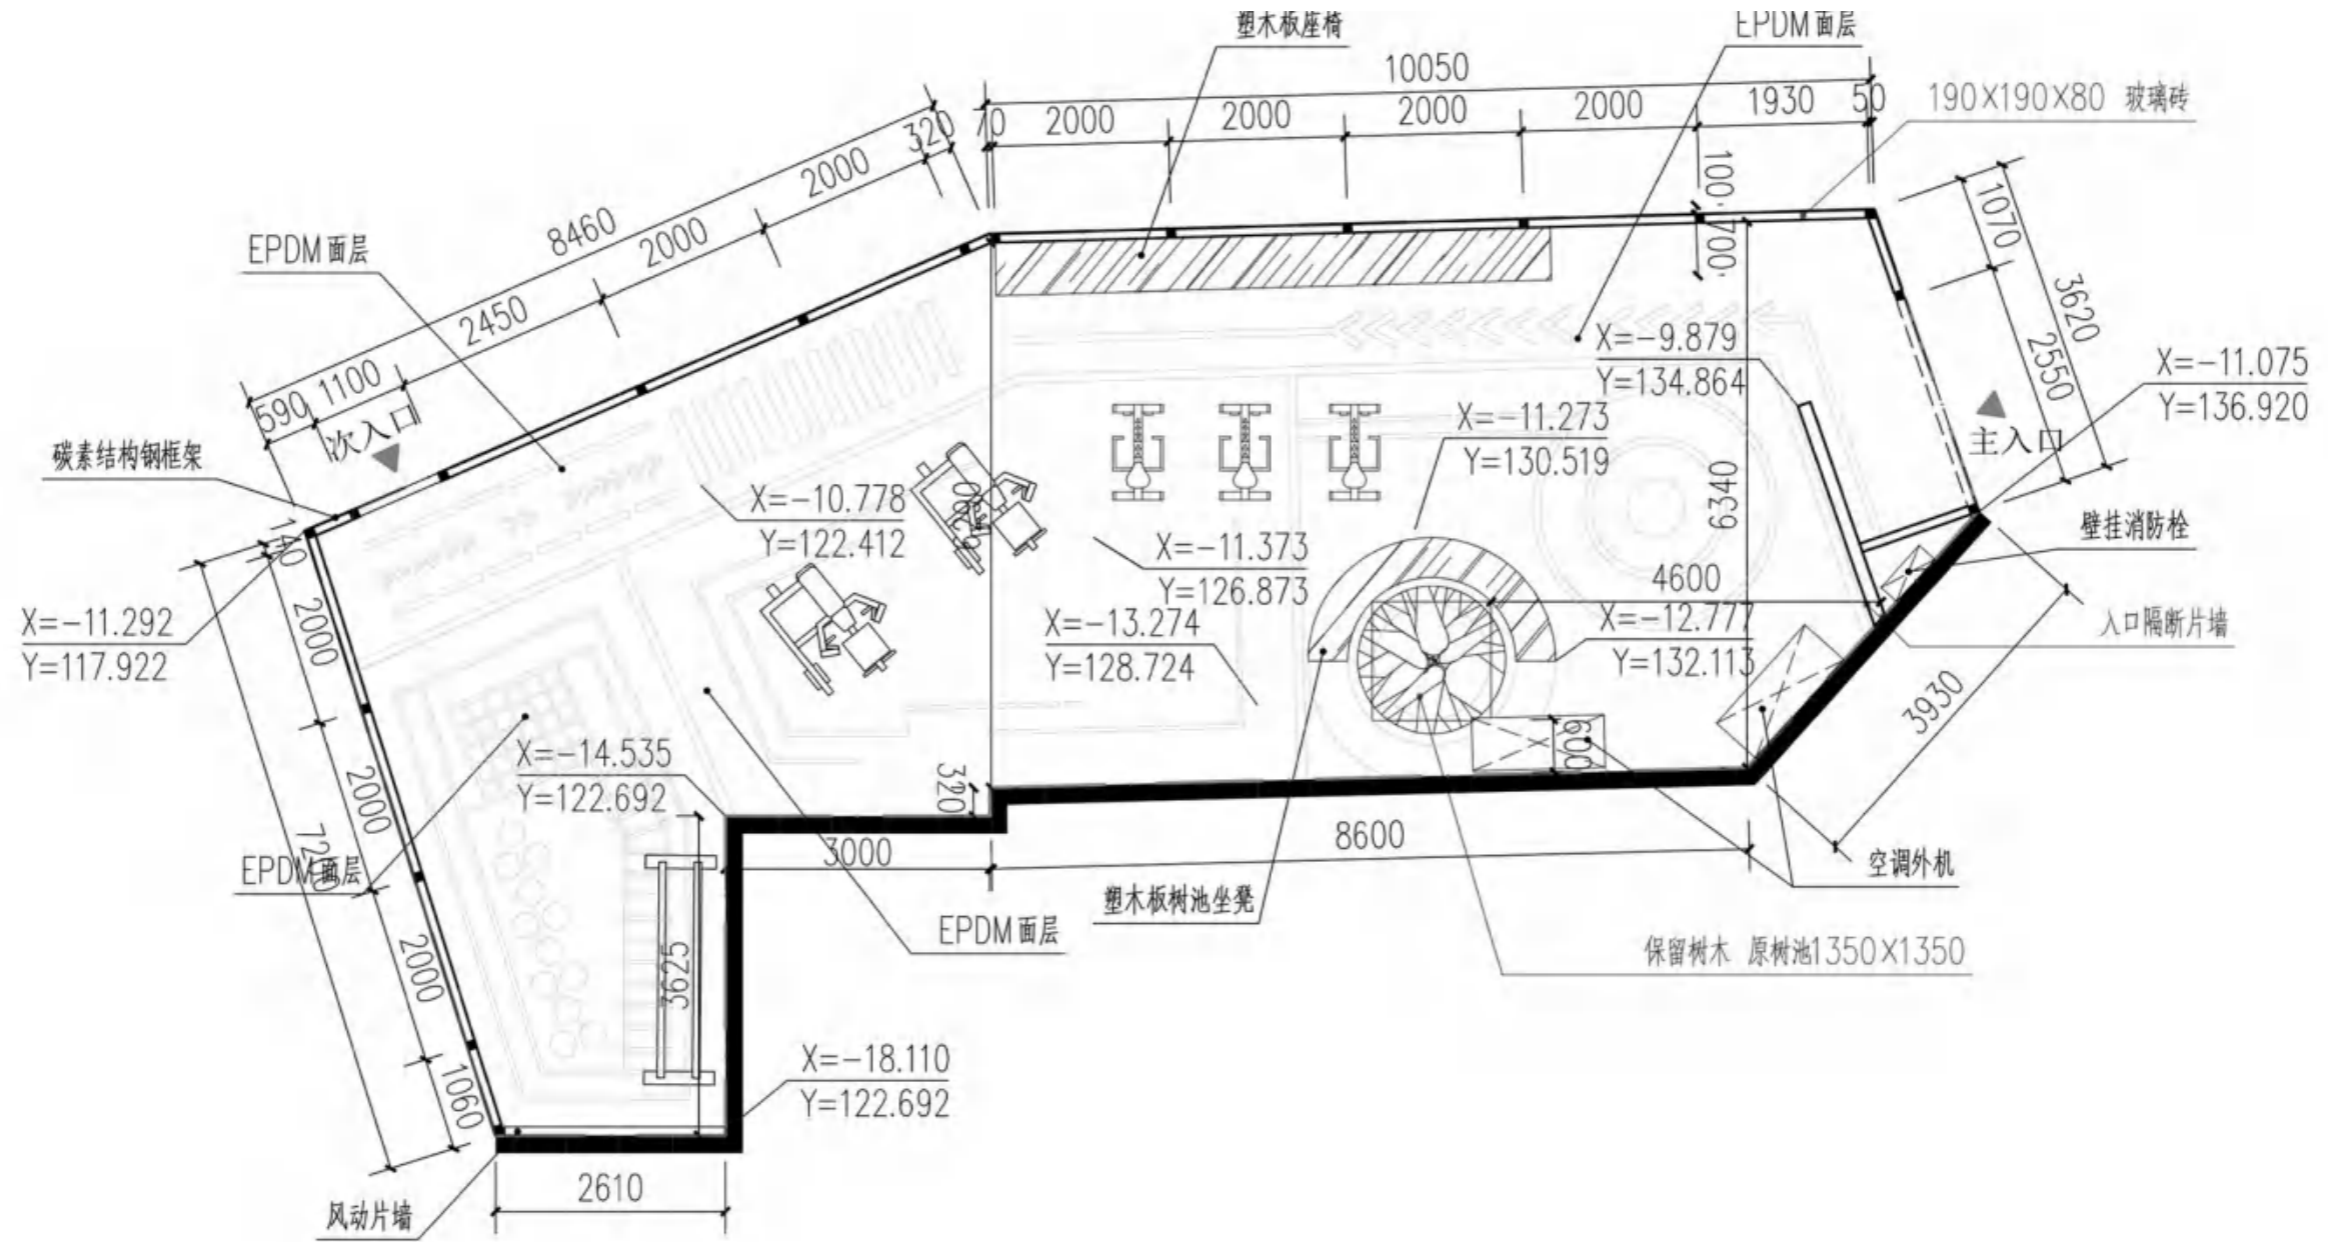 塑木板座椅
EPDM面层
10050
70
2000
2000
2000
2000
1930
50
190X190X80 玻璃砖
320
2000
2000
8460
2450
1100
590
EPDM面层
次入口
碳素结构钢框架
100
700
1070
3620
2550
X=-9.879
Y=134.864
X=-11.075
Y=136.920
主入口
X=-11.273
Y=130.519
X=-10.778
Y=122.412
6340
X=-11.373
Y=126.873
壁挂消防栓
140
X=-11.292
Y=117.922
2000
4600
X=-13.274
Y=128.724
X=-12.777
Y=132.113
入口隔断片墙
3930
X=-14.535
Y=122.692
600
320
2000
7200
EPDM面层
3000
8600
空调外机
塑木板树池坐凳
EPDM面层
保留树木 原树池1350X1350
2000
3625
1060
X=-18.110
Y=122.692
2610
风动片墙